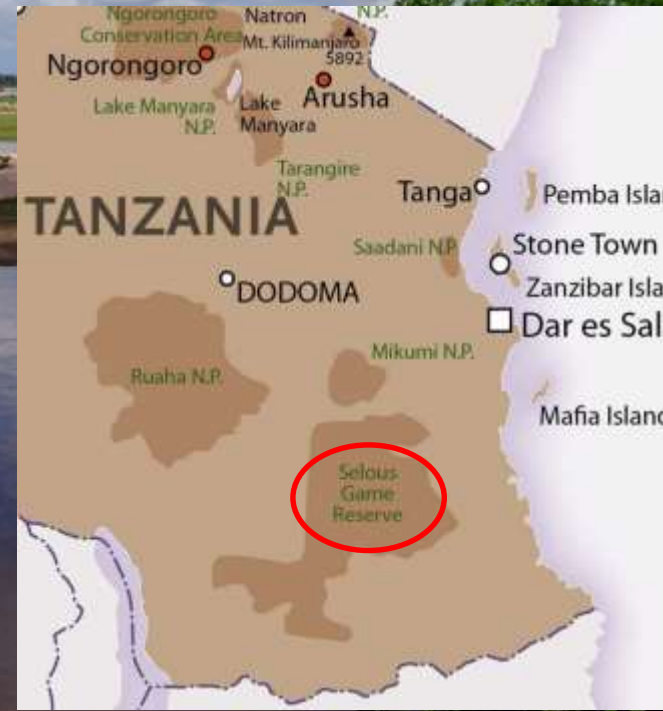 Ngorongoro
Conservation Area
Natron
N.P.
Mt. Kilimanjaro
5892
Ngorongoro
Arusha
Lake Manyara
N.P.
Lake
Manyara
Tarangire
N.P.
TANZANIA
Tanga
Pemba Isla
Saadani N.P.
Stone Town
DODOMA
Zanzibar Isla
Dar es Sal
Mikumi N.P.
Ruaha N.P.
Mafia Island
Selous
Game
Reserve